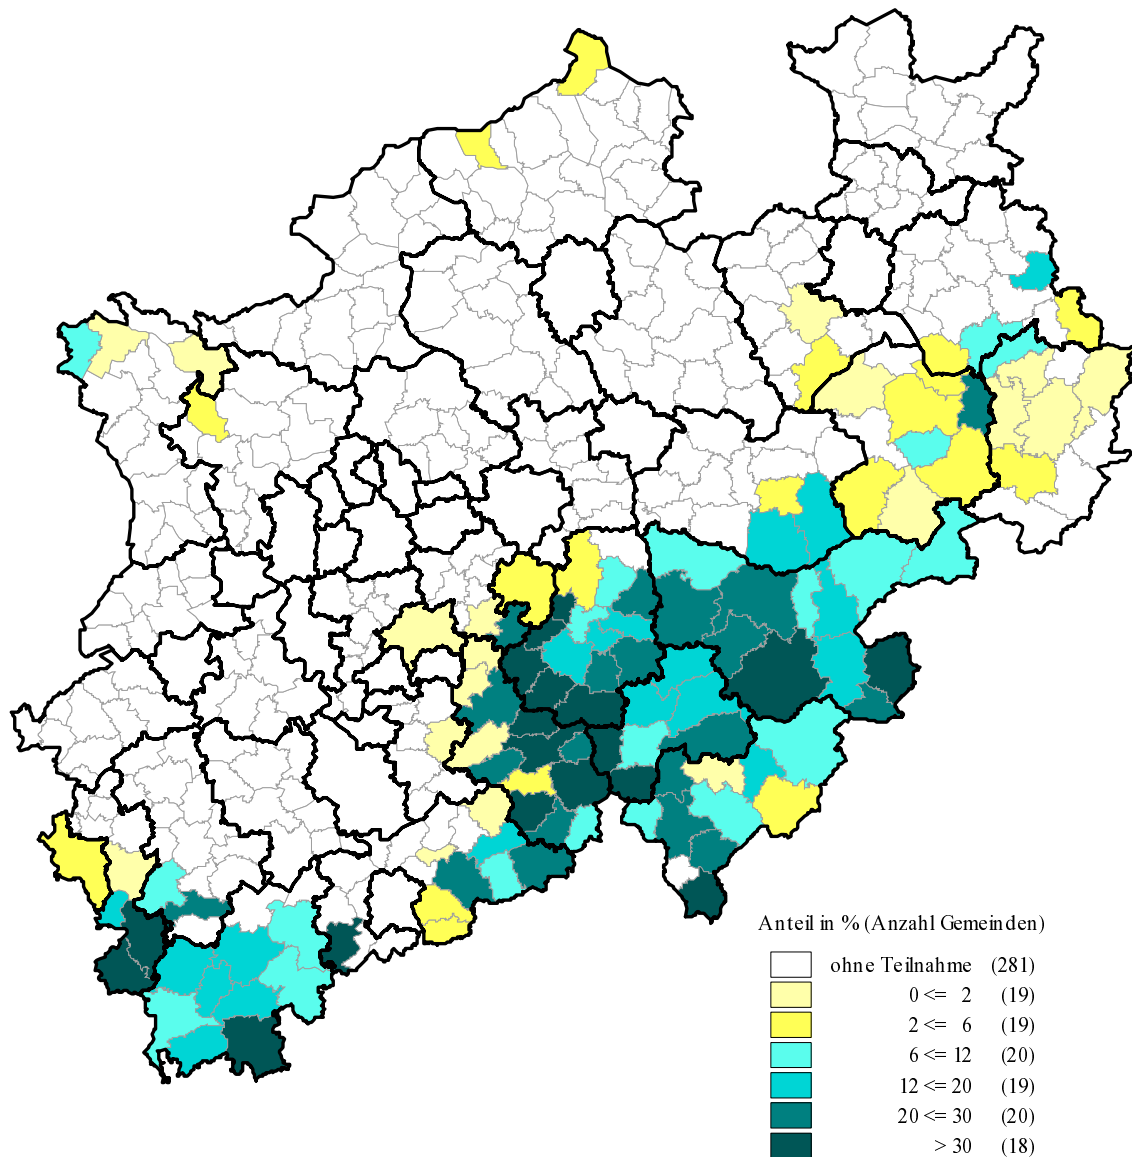 Anteil in % (Anzahl Gemeinden)
ohne Teilnahme (281)
0 <= 2 (19)
2 <= 6 (19)
6 <= 12 (20)
12 <= 20 (19)
20 <= 30 (20)
> 30 (18)